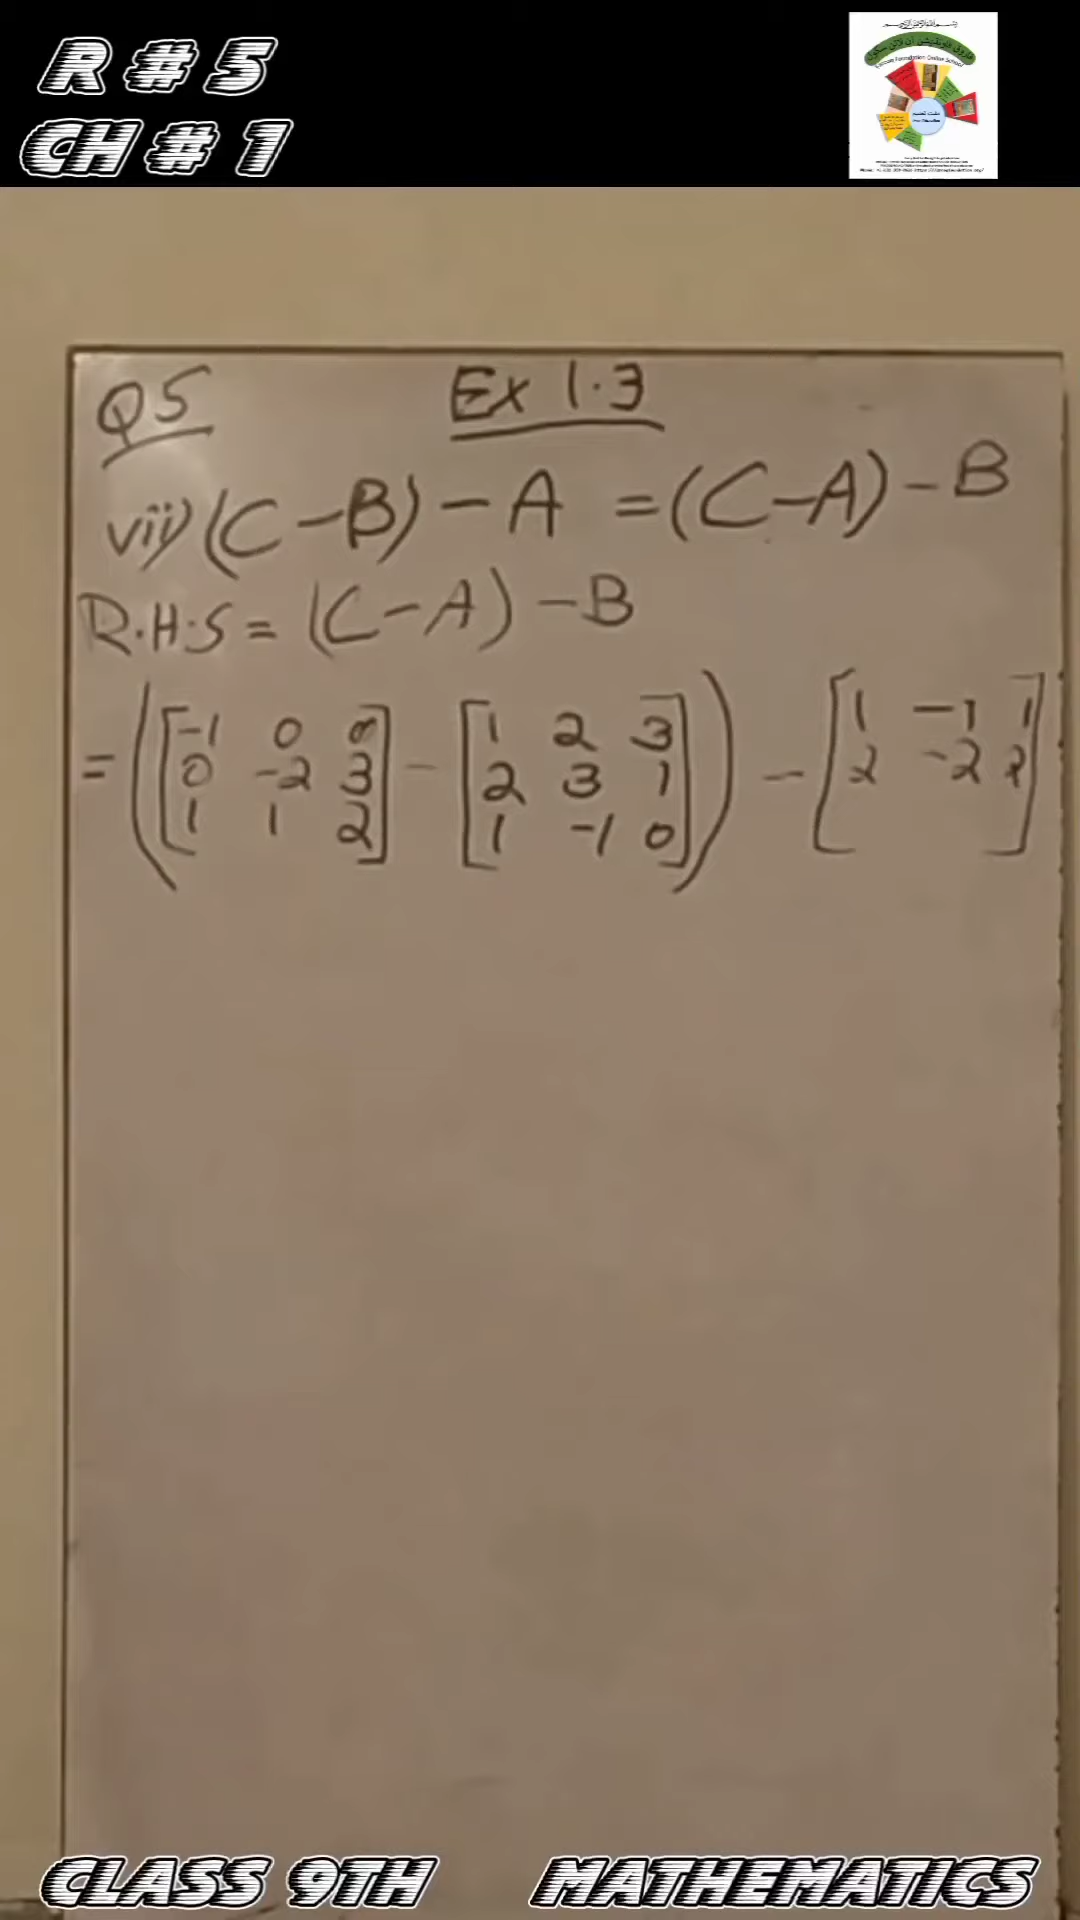 R # 5
CH # 1
Q5 Ex 1.3
vii) (C - B) - A = (C - A) - B
R.H.S = (C - A) - B
= ([-1 0 0 - [1 2 3 ) - [1 -1 1
0 -2 3 2 3 1 2 -2 2
1 1 2] 1 -1 0] ]
CLASS 9TH MATHEMATICS